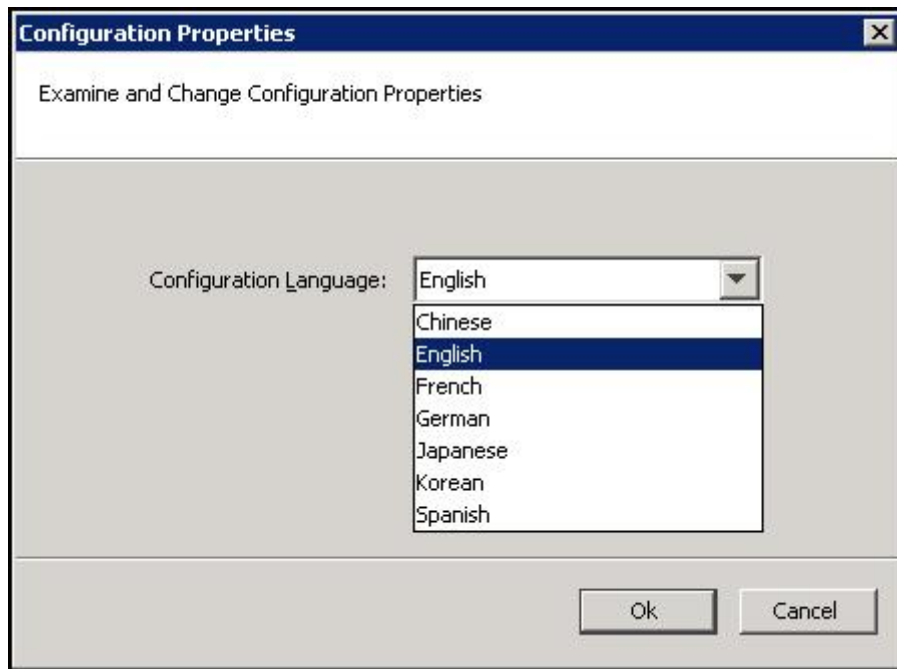 Configuration Properties
Examine and Change Configuration Properties
Configuration Language: English
Chinese
English
French
German
Japanese
Korean
Spanish
Ok Cancel